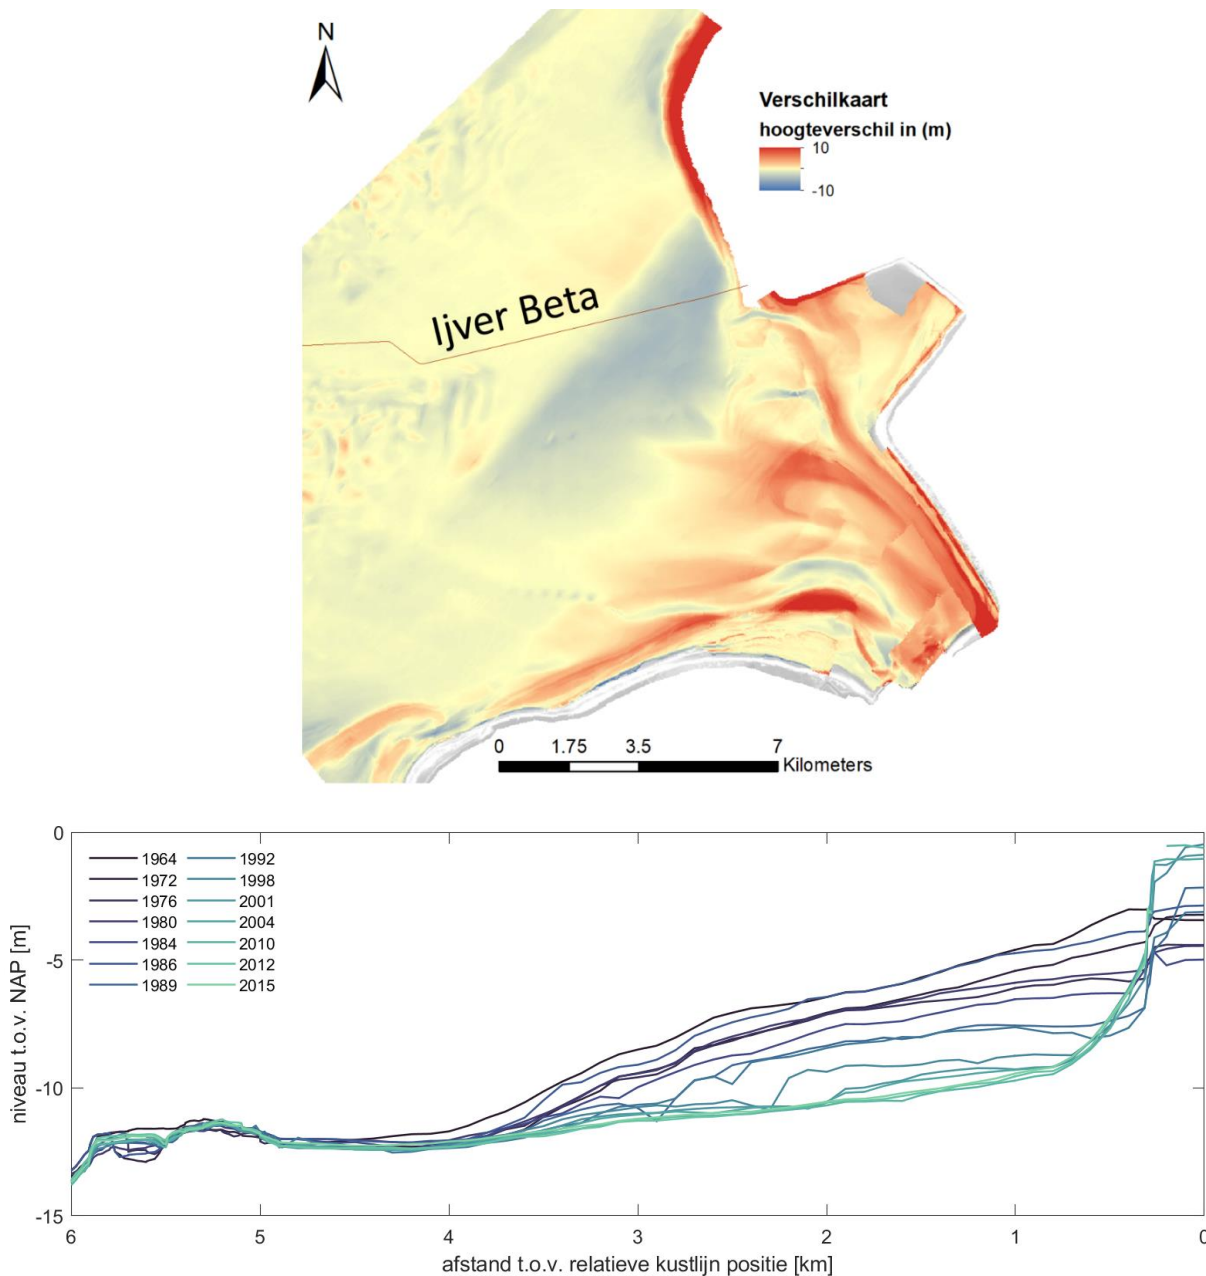 N
Verschilkaart
hoogteverschil in (m)
10
-10
Ijver Beta
0 1.75 3.5 7
Kilometers
0
-5
-10
-15
niveau t.o.v. NAP [m]
1964 1992
1972 1998
1976 2001
1980 2004
1984 2010
1986 2012
1989 2015
6 5 4 3 2 1 0
afstand t.o.v. relatieve kustlijn positie [km]